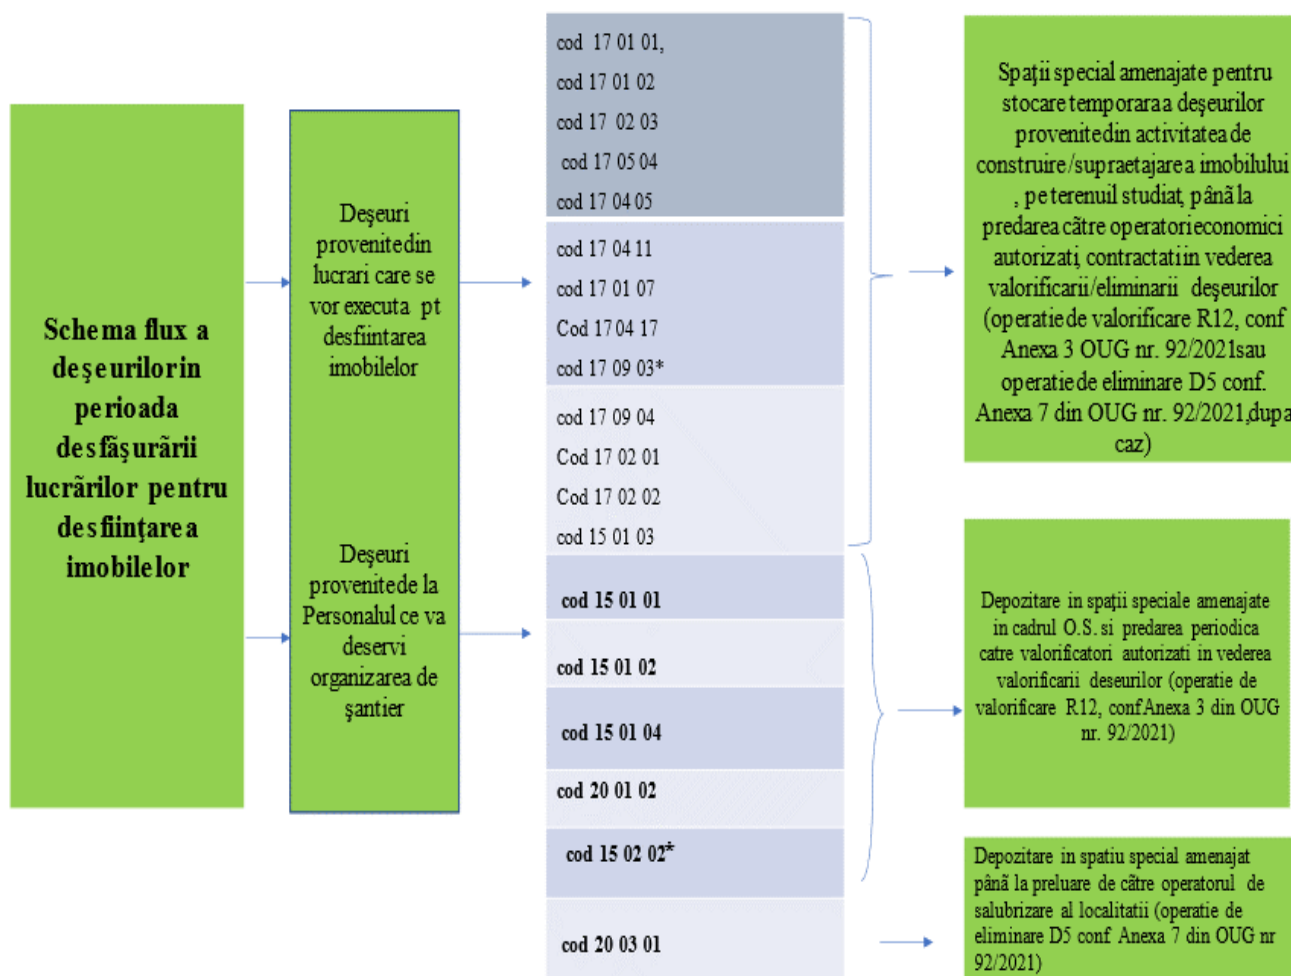 Schema flux a
deşeurilor in
perioada
desfăşurării
lucrărilor pentru
desfiinţarea
imobilelor
Deşeuri
provenite din
lucrari care se
vor executa pt
desfiintarea
imobilelor
Deşeuri
provenite de la
Personalul ce va
deservi
organizarea de
şantier
cod 17 01 01,
cod 17 01 02
cod 17 02 03
cod 17 05 04
cod 17 04 05
cod 17 04 11
cod 17 01 07
Cod 17 04 17
cod 17 09 03*
cod 17 09 04
Cod 17 02 01
Cod 17 02 02
cod 15 01 03
cod 15 01 01
cod 15 01 02
cod 15 01 04
cod 20 01 02
cod 15 02 02*
cod 20 03 01
Spaţii special amenajate pentru
stocare temporara a deşeurilor
provenite din activitatea de
construire/supraetajare a imobilului
, pe terenuil studiat, până la
predarea către operatori economici
autorizati, contractati in vederea
valorificarii/eliminarii deşeurilor
(operatie de valorificare R12, conf
Anexa 3 OUG nr. 92/2021 sau
operatie de eliminare D5 conf.
Anexa 7 din OUG nr. 92/2021, dupa
caz)
Depozitare in spaţii speciale amenajate
in cadrul O.S. si predarea periodica
catre valorificatori autorizati in vederea
valorificarii deseurilor (operatie de
valorificare R12, conf Anexa 3 din OUG
nr. 92/2021)
Depozitare in spatiu special amenajat
până la preluare de către operatorul de
salubrizare al localitatii (operatie de
eliminare D5 conf Anexa 7 din OUG nr
92/2021)